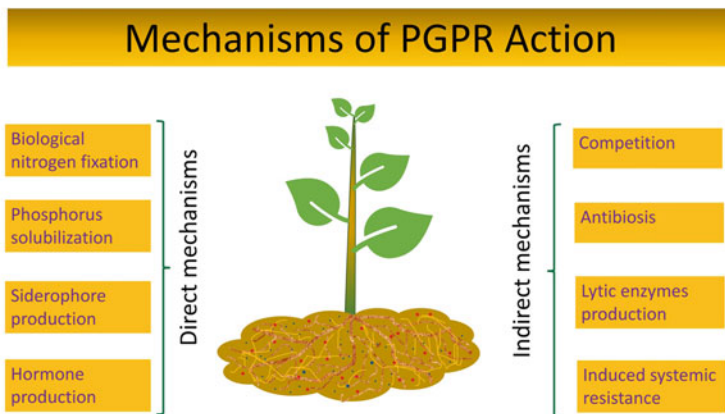 Mechanisms of PGPR Action
Biological
nitrogen fixation
Phosphorus
solubilization
Siderophore
production
Hormone
production
Direct mechanisms
Indirect mechanisms
Competition
Antibiosis
Lytic enzymes
production
Induced systemic
resistance